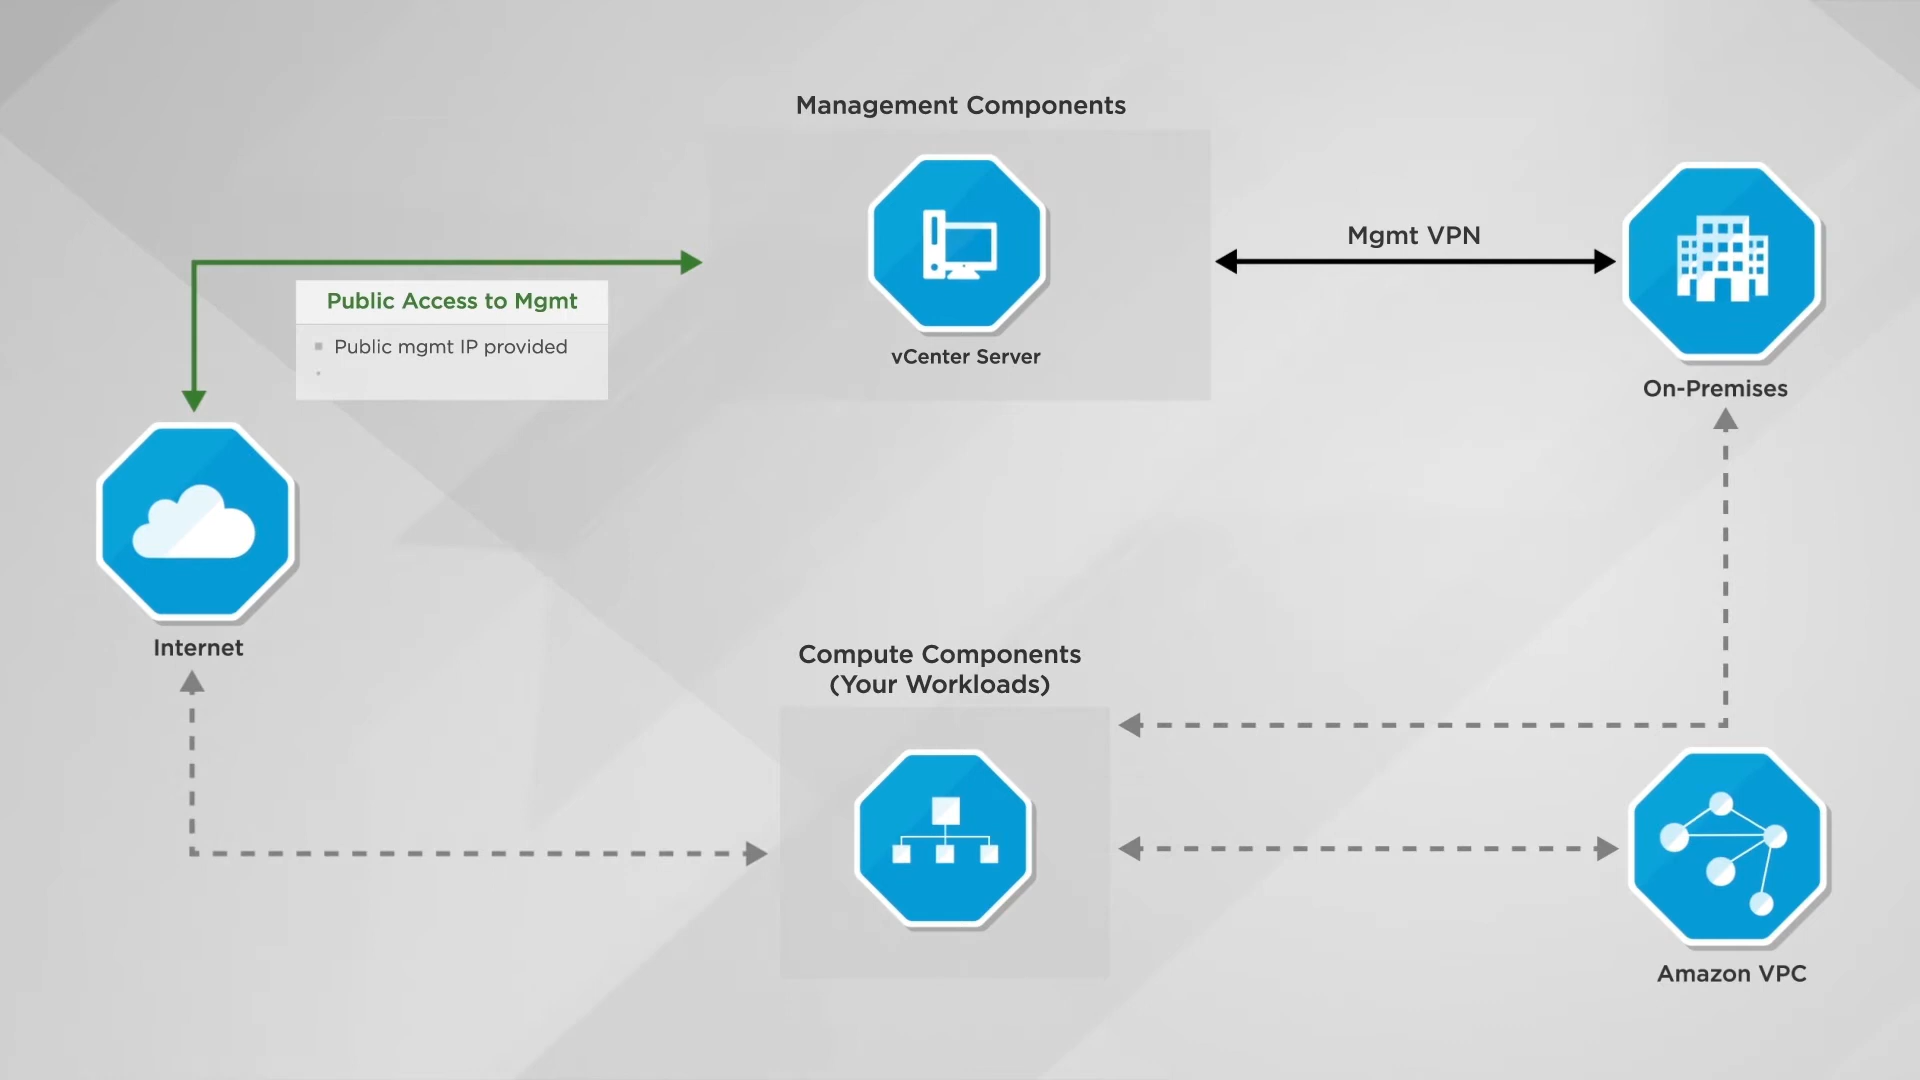 Management Components
vCenter Server
Mgmt VPN
On-Premises
Public Access to Mgmt
Public mgmt IP provided
Internet
Compute Components
(Your Workloads)
Amazon VPC